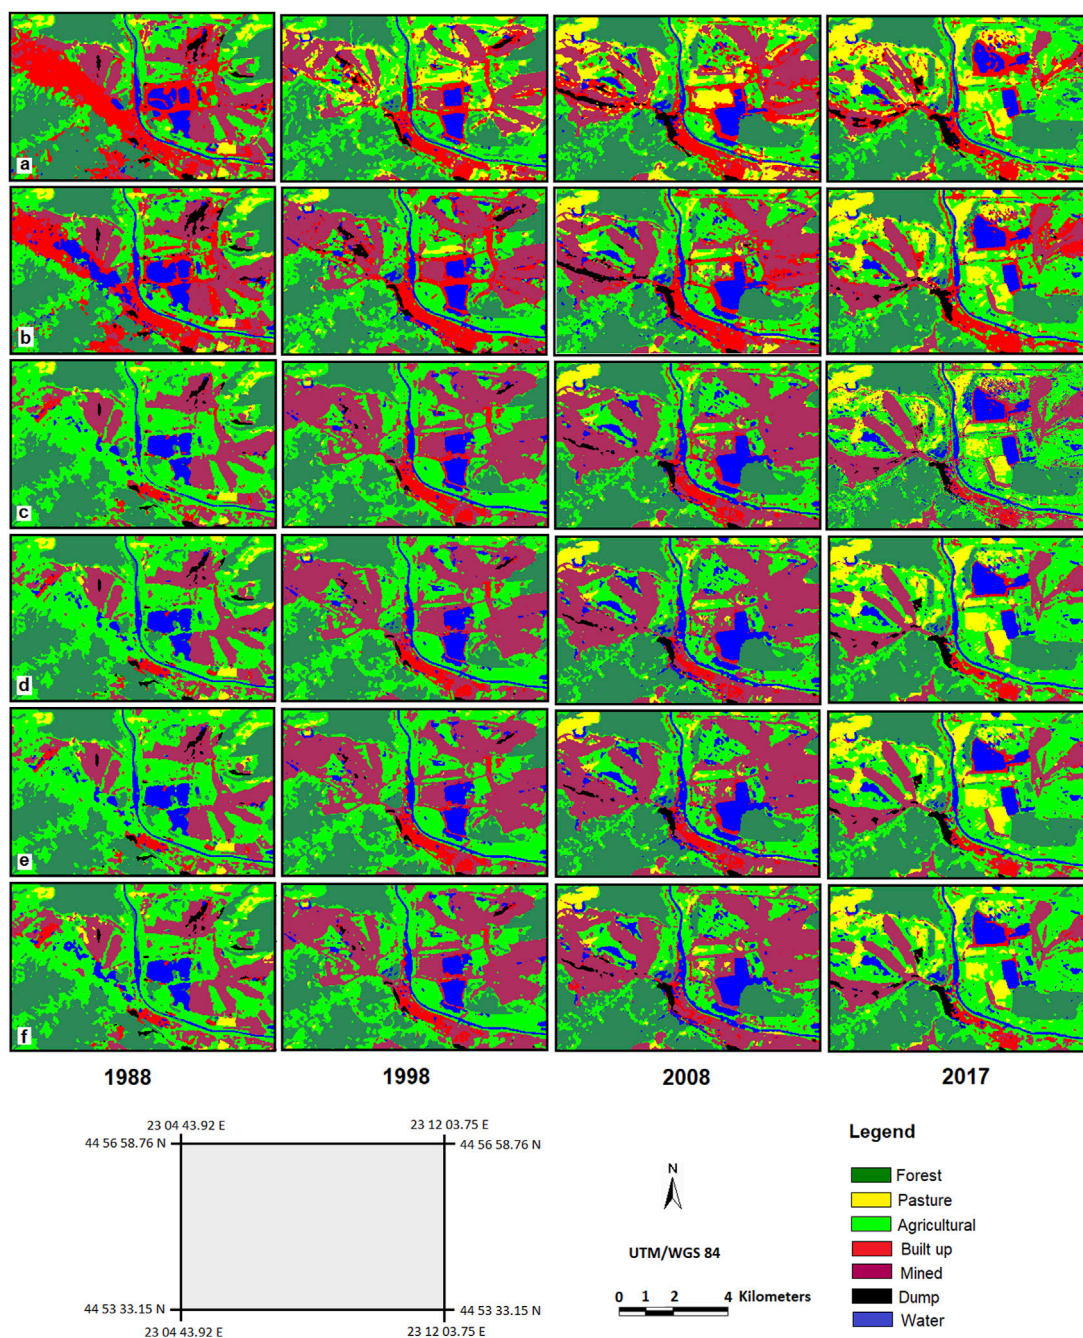 a
b
c
d
e
f
1988 1998 2008 2017
23 04 43.92 E 23 12 03.75 E
44 56 58.76 N 44 56 58.76 N
44 53 33.15 N 44 53 33.15 N
23 04 43.92 E 23 12 03.75 E
N
UTM/WGS 84
0 1 2 4 Kilometers
Legend
Forest
Pasture
Agricultural
Built up
Mined
Dump
Water